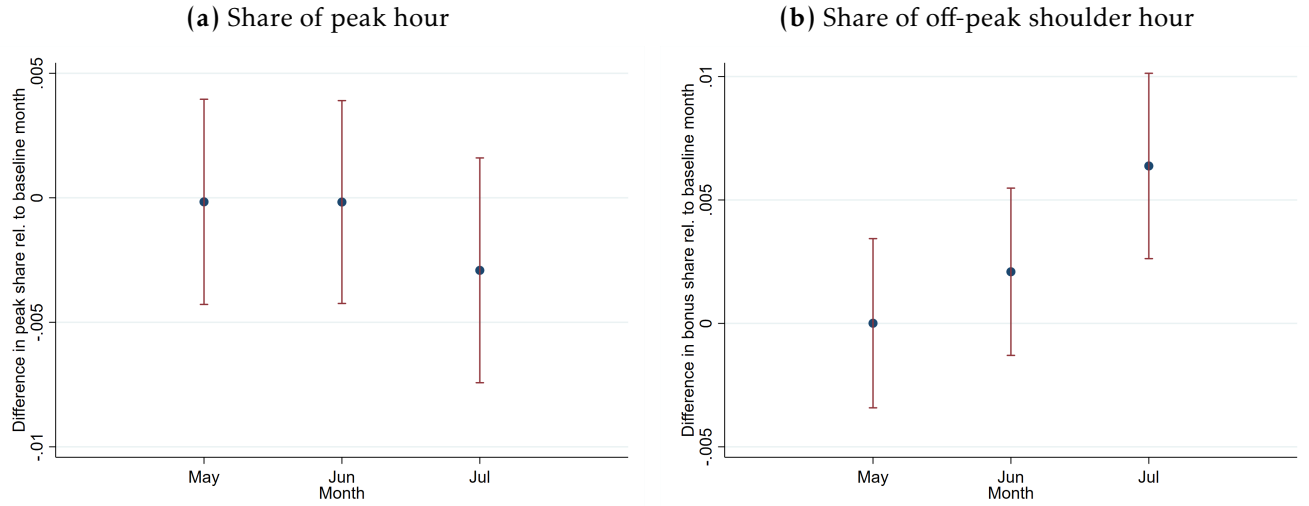 (a) Share of peak hour
Difference in peak share rel. to baseline month
.005
0
-.005
-.01
May
Jun
Jul
Month
(b) Share of off-peak shoulder hour
Difference in bonus share rel. to baseline month
.01
.005
0
-.005
May
Jun
Jul
Month